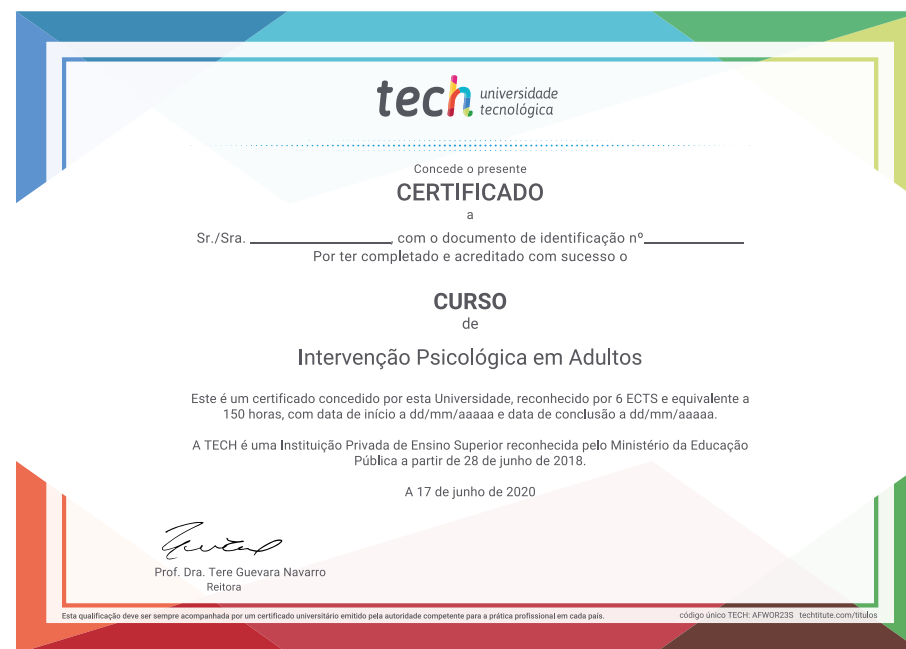 tech universidade
tecnológica
Concede o presente
CERTIFICADO
a
Sr./Sra. ____________________, com o documento de identificação nº______________
Por ter completado e acreditado com sucesso o
CURSO
de
Intervenção Psicológica em Adultos
Este é um certificado concedido por esta Universidade, reconhecido por 6 ECTS e equivalente a
150 horas, com data de início a dd/mm/aaaaa e data de conclusão a dd/mm/aaaaa.
A TECH é uma Instituição Privada de Ensino Superior reconhecida pelo Ministério da Educação
Pública a partir de 28 de junho de 2018.
A 17 de junho de 2020
Prof. Dra. Tere Guevara Navarro
Reitora
Esta qualificação deve ser sempre acompanhada por um certificado universitário emitido pela autoridade competente para a prática profissional em cada país.
código único TECH: AFWOR23S techtitute.com/titulos